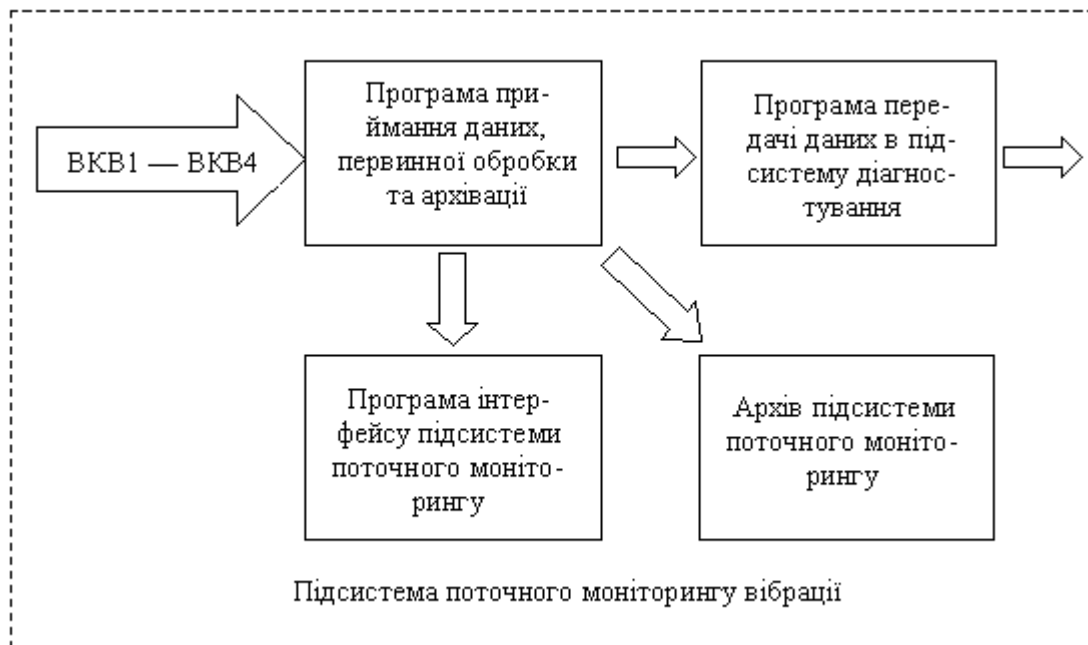 ВКВ1 — ВКВ4
Програма при-
ймання даних,
первинної обробки
та архівації
Програма пере-
дачі даних в під-
систему діагнос-
тування
Програма інтер-
фейсу підсистеми
поточного моніто-
рингу
Архів підсистеми
поточного моніто-
рингу
Підсистема поточного моніторингу вібрації